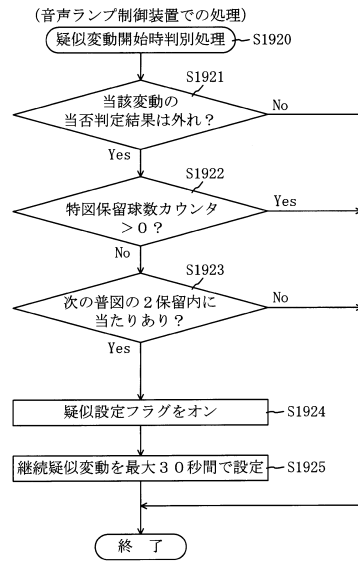 (音声ランプ制御装置での処理)
疑似変動開始時判別処理 S1920
S1921
当該変動の
当否判定結果は外れ？
No
Yes
S1922
特図保留球数カウンタ
＞０？
Yes
No
S1923
次の普図の２保留内に
当たりあり？
No
Yes
疑似設定フラグをオン S1924
継続疑似変動を最大３０秒間で設定 S1925
終 了